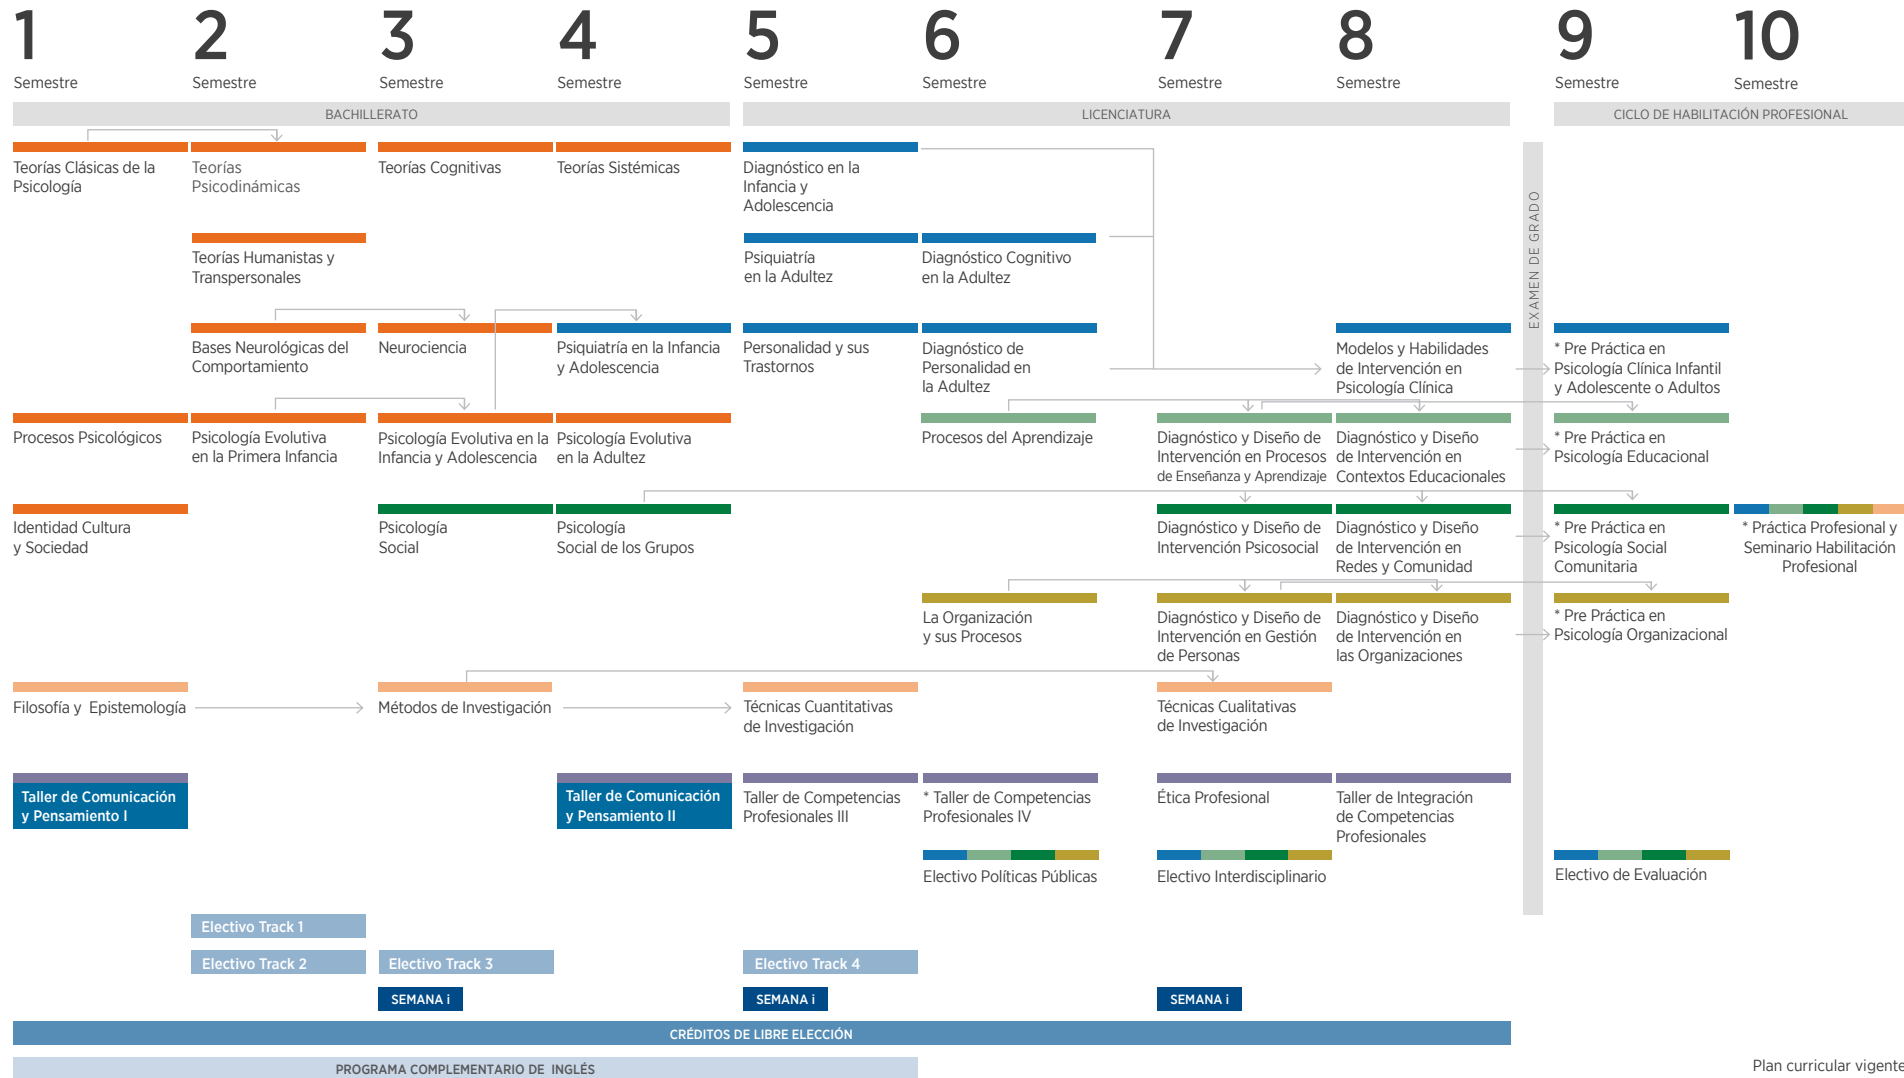 1
2
3
4
5
6
7
8
9
10
Semestre
Semestre
Semestre
Semestre
Semestre
Semestre
Semestre
Semestre
Semestre
Semestre
BACHILLERATO
LICENCIATURA
CICLO DE HABILITACIÓN PROFESIONAL
Teorías Clásicas de la
Psicología
Teorías
Psicodinámicas
Teorías Cognitivas
Teorías Sistémicas
Diagnóstico en la
Infancia y
Adolescencia
EXAMEN DE GRADO
Teorías Humanistas y
Transpersonales
Psiquiatría
en la Adultez
Diagnóstico Cognitivo
en la Adultez
Bases Neurológicas del
Comportamiento
Neurociencia
Psiquiatría en la Infancia
y Adolescencia
Personalidad y sus
Trastornos
Diagnóstico de
Personalidad en
la Adultez
Modelos y Habilidades
de Intervención en
Psicología Clínica
* Pre Práctica en
Psicología Clínica Infantil
y Adolescente o Adultos
Procesos Psicológicos
Psicología Evolutiva
en la Primera Infancia
Psicología Evolutiva en la
Infancia y Adolescencia
Psicología Evolutiva
en la Adultez
Procesos del Aprendizaje
Diagnóstico y Diseño de
Intervención en Procesos
de Enseñanza y Aprendizaje
Diagnóstico y Diseño
de Intervención en
Contextos Educacionales
* Pre Práctica en
Psicología Educacional
Identidad Cultura
y Sociedad
Psicología
Social
Psicología
Social de los Grupos
Diagnóstico y Diseño de
Intervención Psicosocial
Diagnóstico y Diseño
de Intervención en
Redes y Comunidad
* Pre Práctica en
Psicología Social
Comunitaria
* Práctica Profesional y
Seminario Habilitación
Profesional
La Organización
y sus Procesos
Diagnóstico y Diseño de
Intervención en Gestión
de Personas
Diagnóstico y Diseño
de Intervención en
las Organizaciones
* Pre Práctica en
Psicología Organizacional
Filosofía y Epistemología
Métodos de Investigación
Técnicas Cuantitativas
de Investigación
Técnicas Cualitativas
de Investigación
Taller de Comunicación
y Pensamiento I
Taller de Comunicación
y Pensamiento II
Taller de Competencias
Profesionales III
* Taller de Competencias
Profesionales IV
Ética Profesional
Taller de Integración
de Competencias
Profesionales
Electivo Políticas Públicas
Electivo Interdisciplinario
Electivo de Evaluación
Electivo Track 1
Electivo Track 2
Electivo Track 3
Electivo Track 4
SEMANA i
SEMANA i
SEMANA i
CRÉDITOS DE LIBRE ELECCIÓN
PROGRAMA COMPLEMENTARIO DE INGLÉS
Plan curricular vigente